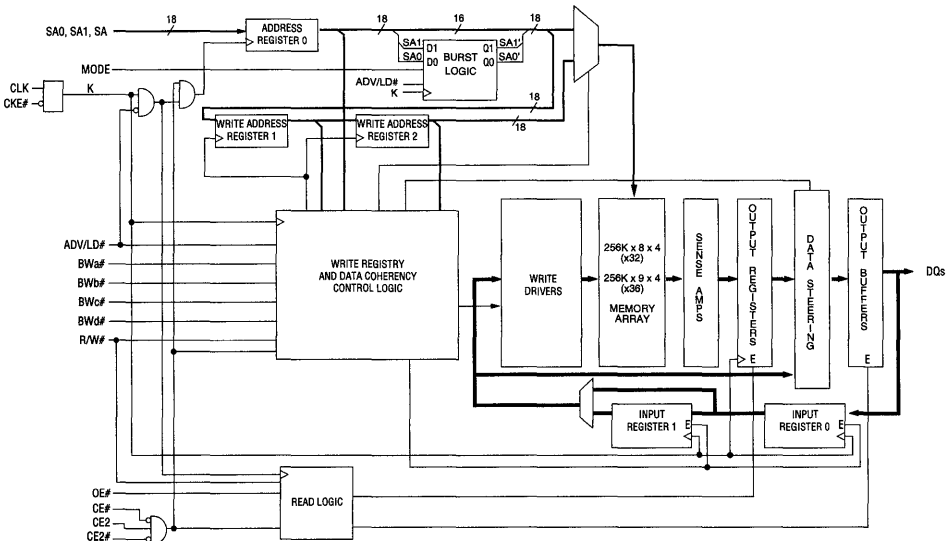 SA0, SA1, SA
18
ADDRESS
REGISTER 0
18
16
18
SA1
SA0
D1
D0
BURST
LOGIC
Q1
Q0
SA1'
SA0'
MODE
ADV/LD#
K
CLK
CKE#
K
18
18
WRITE ADDRESS
REGISTER 1
WRITE ADDRESS
REGISTER 2
ADV/LD#
BWa#
BWb#
BWc#
BWd#
R/W#
WRITE REGISTRY
AND DATA COHERENCY
CONTROL LOGIC
WRITE
DRIVERS
256K x 8 x 4
(x32)
256K x 9 x 4
(x36)
MEMORY
ARRAY
SENSE AMPS
OUTPUT REGISTERS
E
DATA STEERING
OUTPUT BUFFERS
E
DQs
INPUT
REGISTER 1
E
INPUT
REGISTER 0
E
OE#
CE#
CE2
CE2#
READ LOGIC